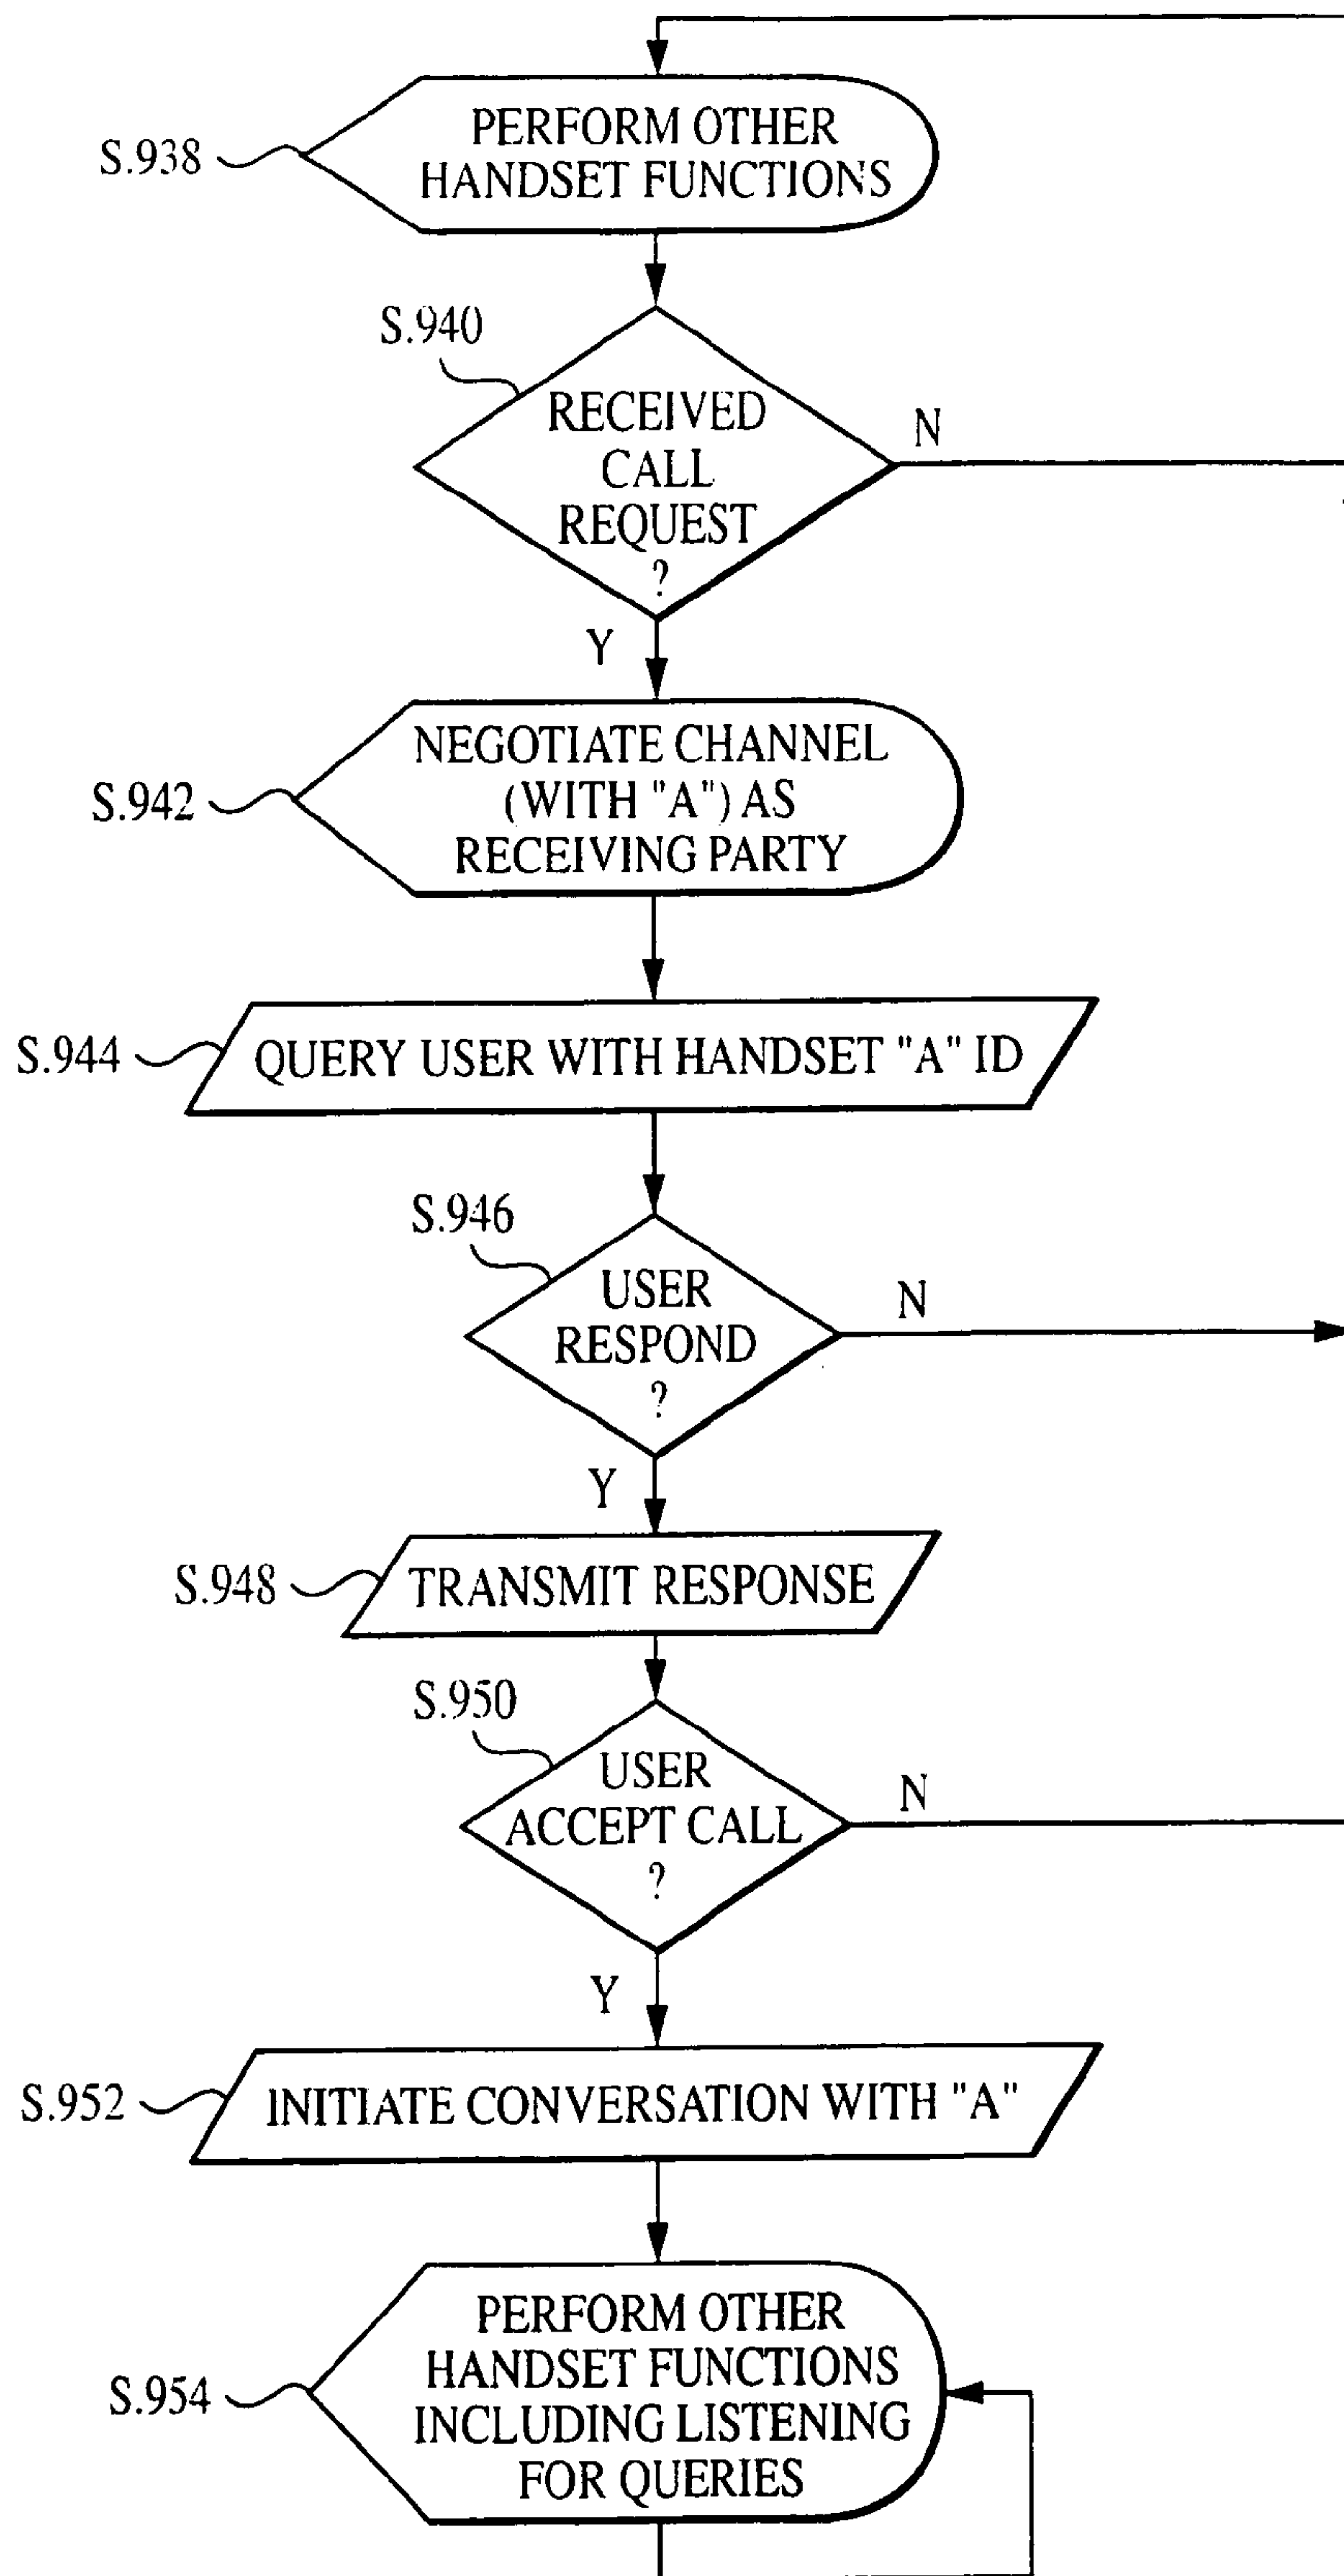 S.938
PERFORM OTHER
HANDSET FUNCTIONS
S.940
RECEIVED
CALL
REQUEST
?
N
Y
S.942
NEGOTIATE CHANNEL
(WITH "A") AS
RECEIVING PARTY
S.944
QUERY USER WITH HANDSET "A" ID
S.946
USER
RESPOND
?
N
Y
S.948
TRANSMIT RESPONSE
S.950
USER
ACCEPT CALL
?
N
Y
S.952
INITIATE CONVERSATION WITH "A"
S.954
PERFORM OTHER
HANDSET FUNCTIONS
INCLUDING LISTENING
FOR QUERIES